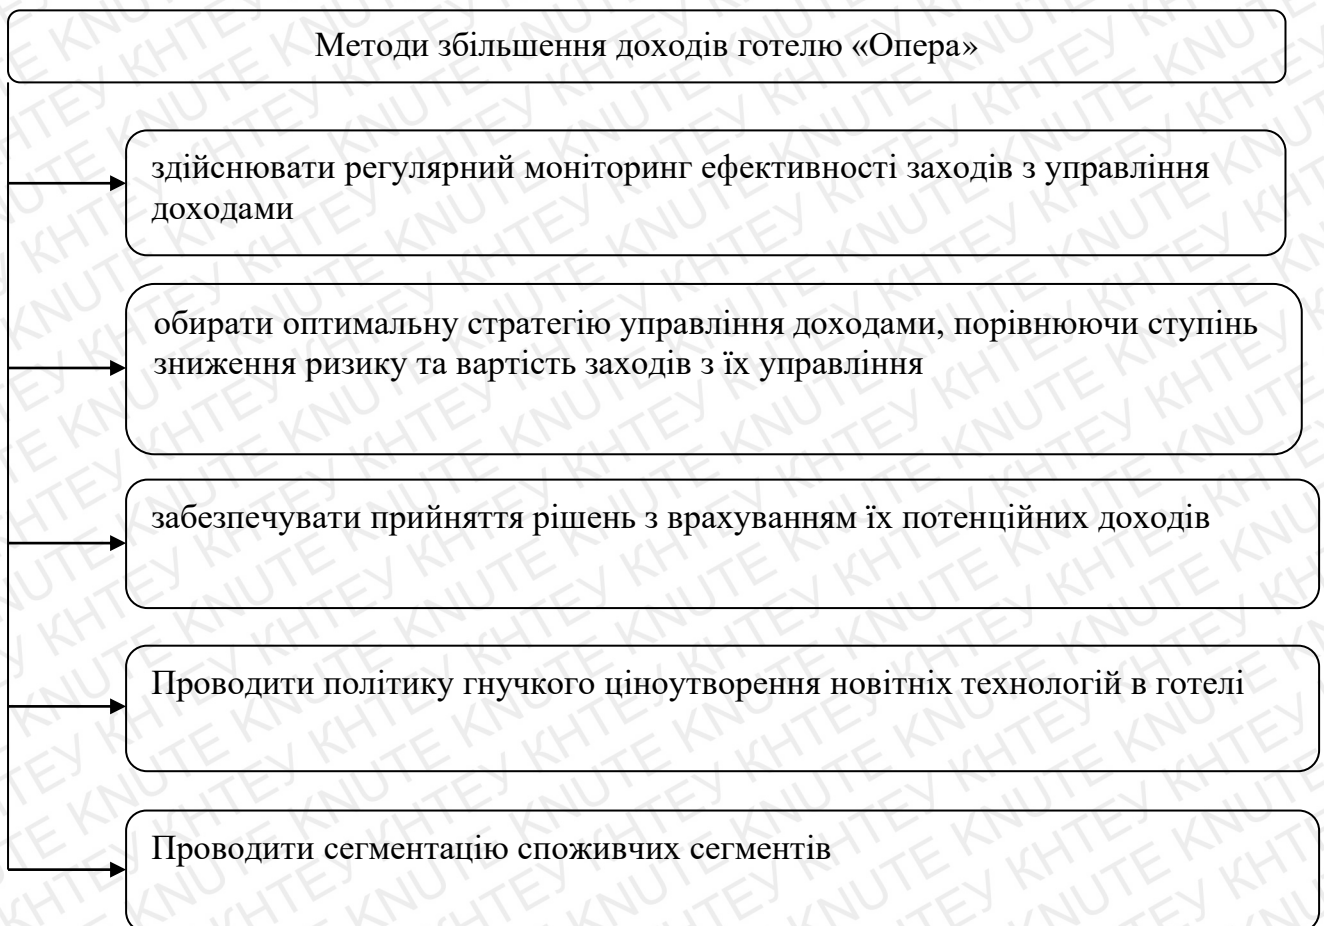 Методи збільшення доходів готелю «Опера»
здійснювати регулярний моніторинг ефективності заходів з управління
доходами
обирати оптимальну стратегію управління доходами, порівнюючи ступінь
зниження ризику та вартість заходів з їх управління
забезпечувати прийняття рішень з врахуванням їх потенційних доходів
Проводити політику гнучкого ціноутворення новітніх технологій в готелі
Проводити сегментацію споживчих сегментів